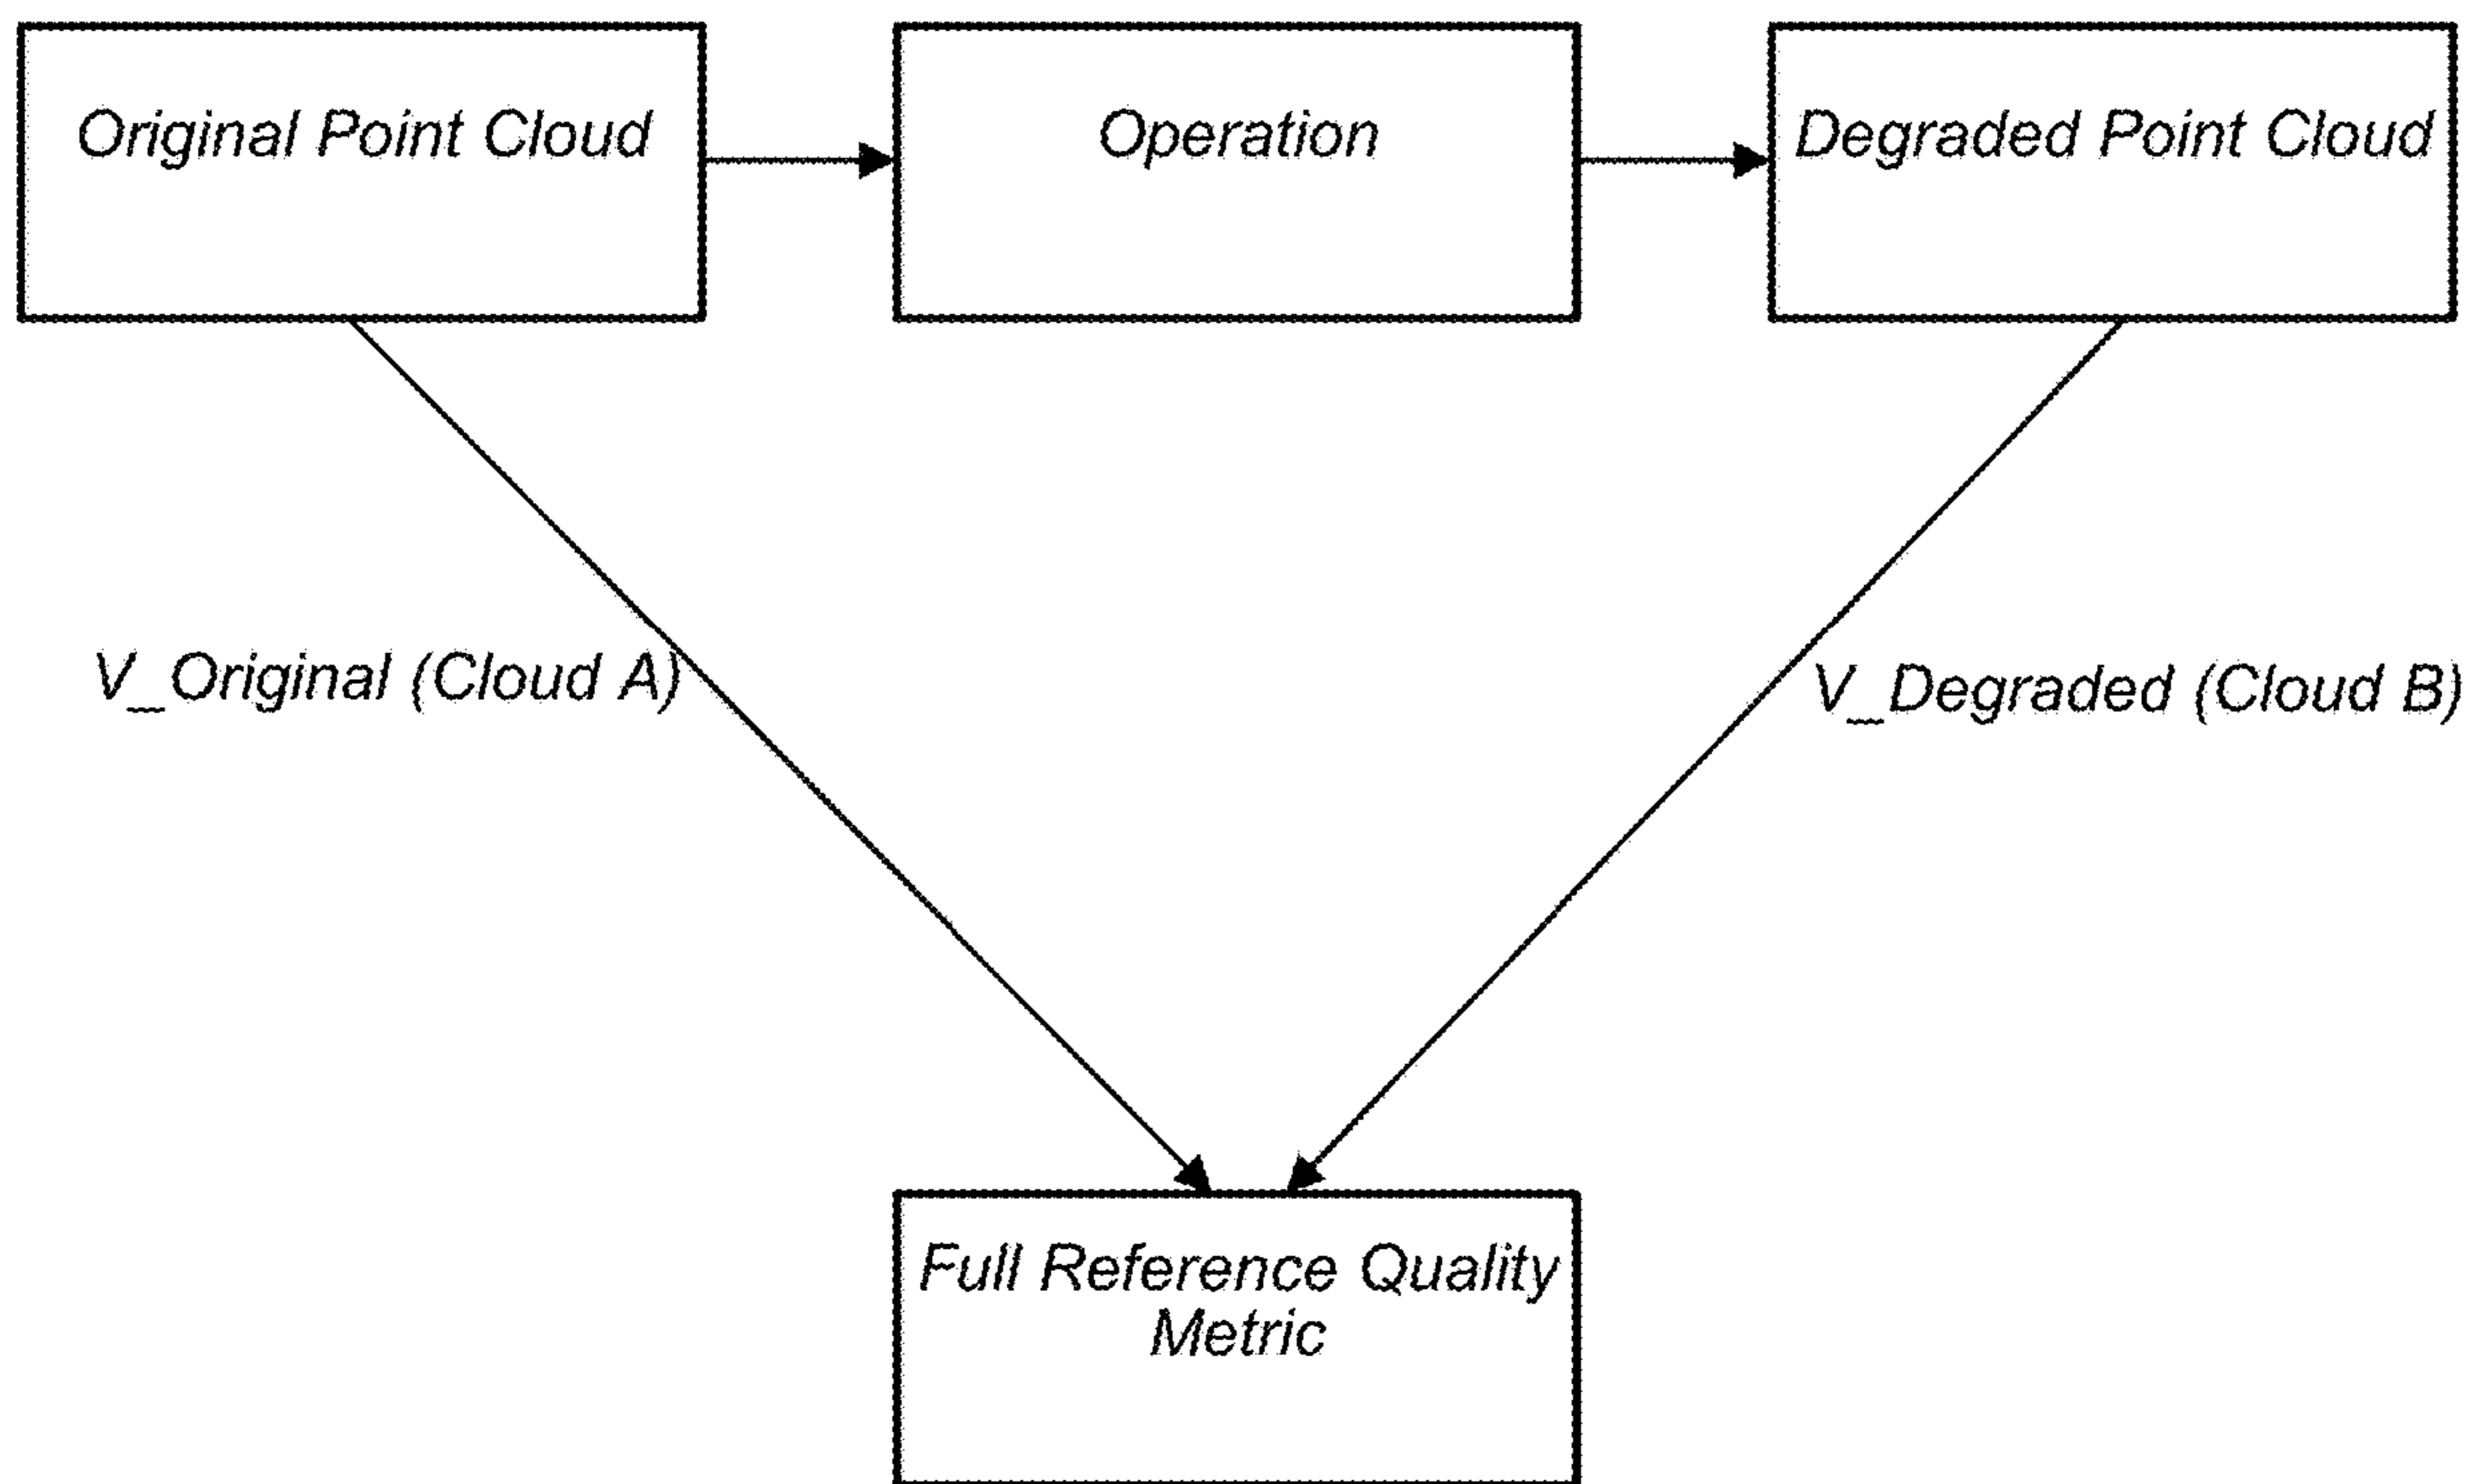 Original Point Cloud
Operation
Degraded Point Cloud
V_Original (Cloud A)
V_Degraded (Cloud B)
Full Reference Quality
Metric